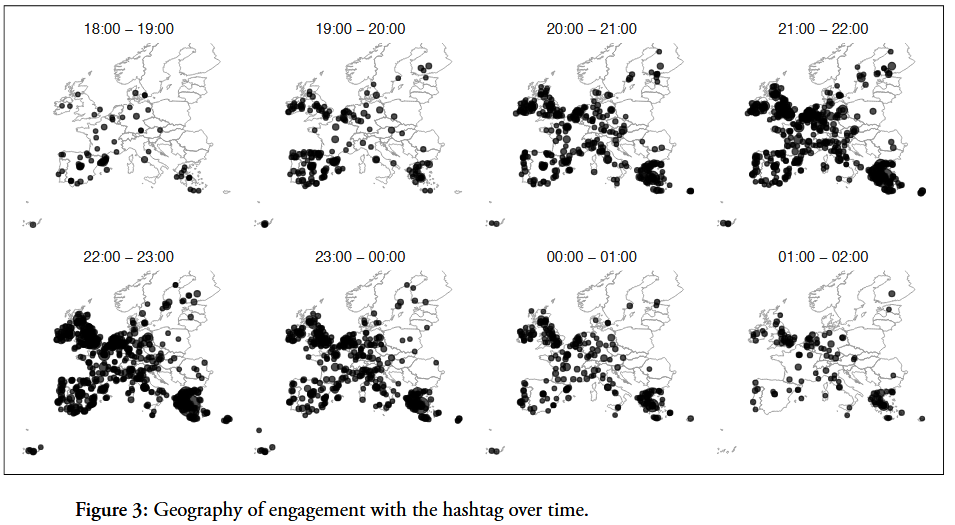 18:00 – 19:00
19:00 – 20:00
20:00 – 21:00
21:00 – 22:00
22:00 – 23:00
23:00 – 00:00
00:00 – 01:00
01:00 – 02:00
Figure 3: Geography of engagement with the hashtag over time.